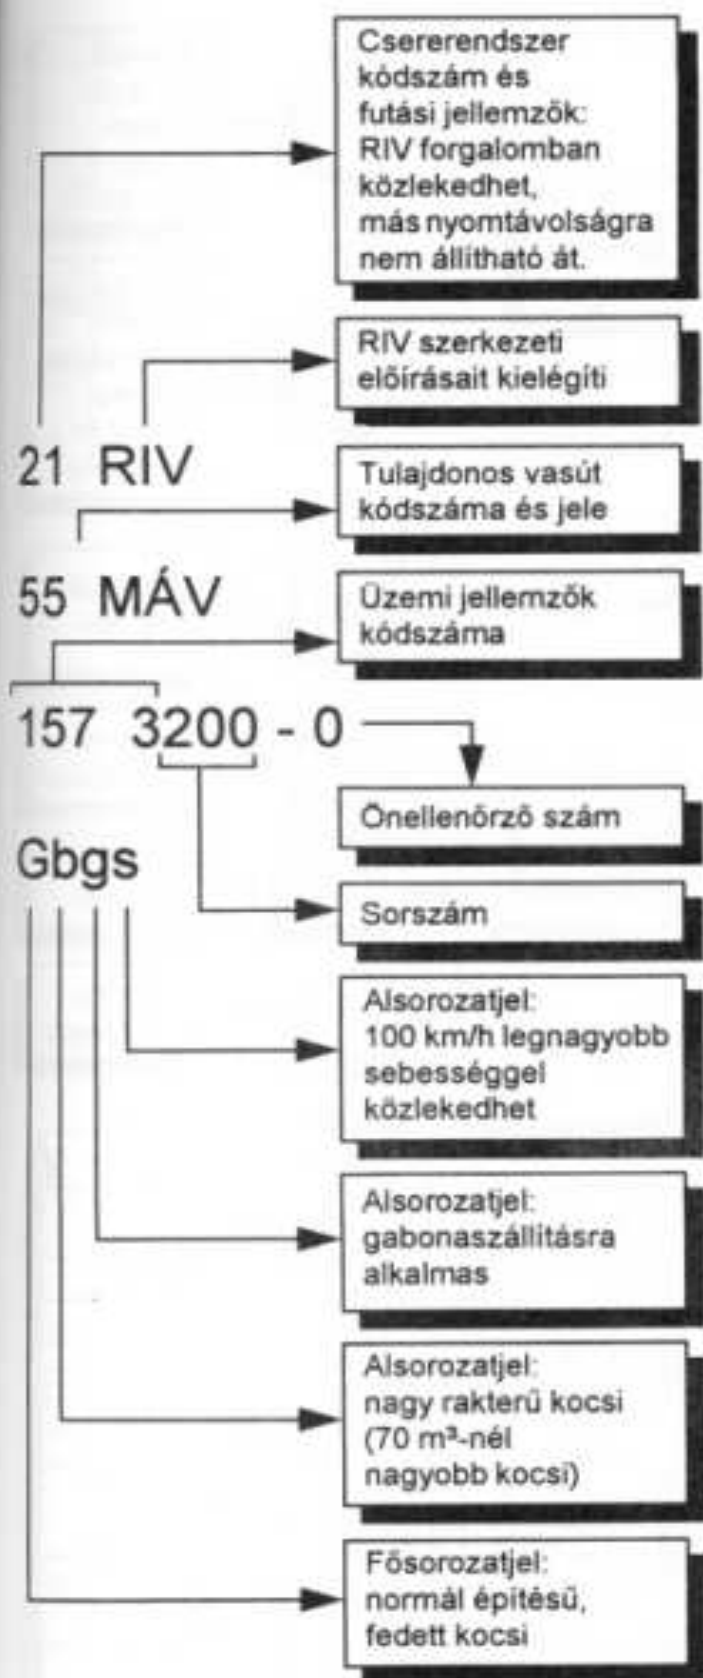 Csererendszer
kódszám és
futási jellemzők:
RIV forgalomban
közlekedhet,
más nyomtávolságra
nem állítható át.
RIV szerkezeti
előírásait kielégíti
21 RIV
Tulajdonos vasút
kódszáma és jele
55 MÁV
Üzemi jellemzők
kódszáma
157 3200 - 0
Önellenőrző szám
Gbgs
Sorszám
Alsorozatjel:
100 km/h legnagyobb
sebességgel
közlekedhet
Alsorozatjel:
gabonaszállításra
alkalmas
Alsorozatjel:
nagy rakterű kocsi
(70 m³-nél
nagyobb kocsi)
Fősorozatjel:
normál építésű,
fedett kocsi